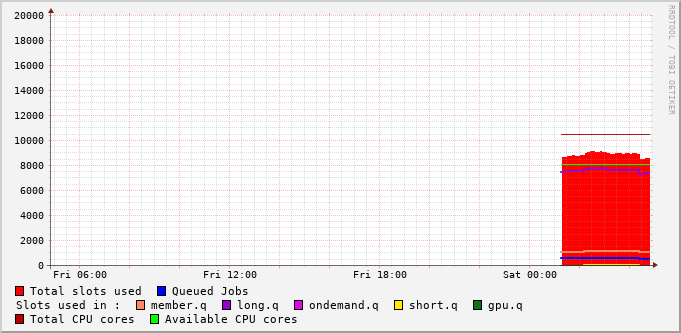 20000
18000
16000
14000
12000
10000
8000
6000
4000
2000
0
Fri 06:00 Fri 12:00 Fri 18:00 Sat 00:00
Total slots used Queued Jobs
Slots used in : member.q long.q ondemand.q short.q gpu.q
Total CPU cores Available CPU cores
RRDTOOL / TOBI OETIKER